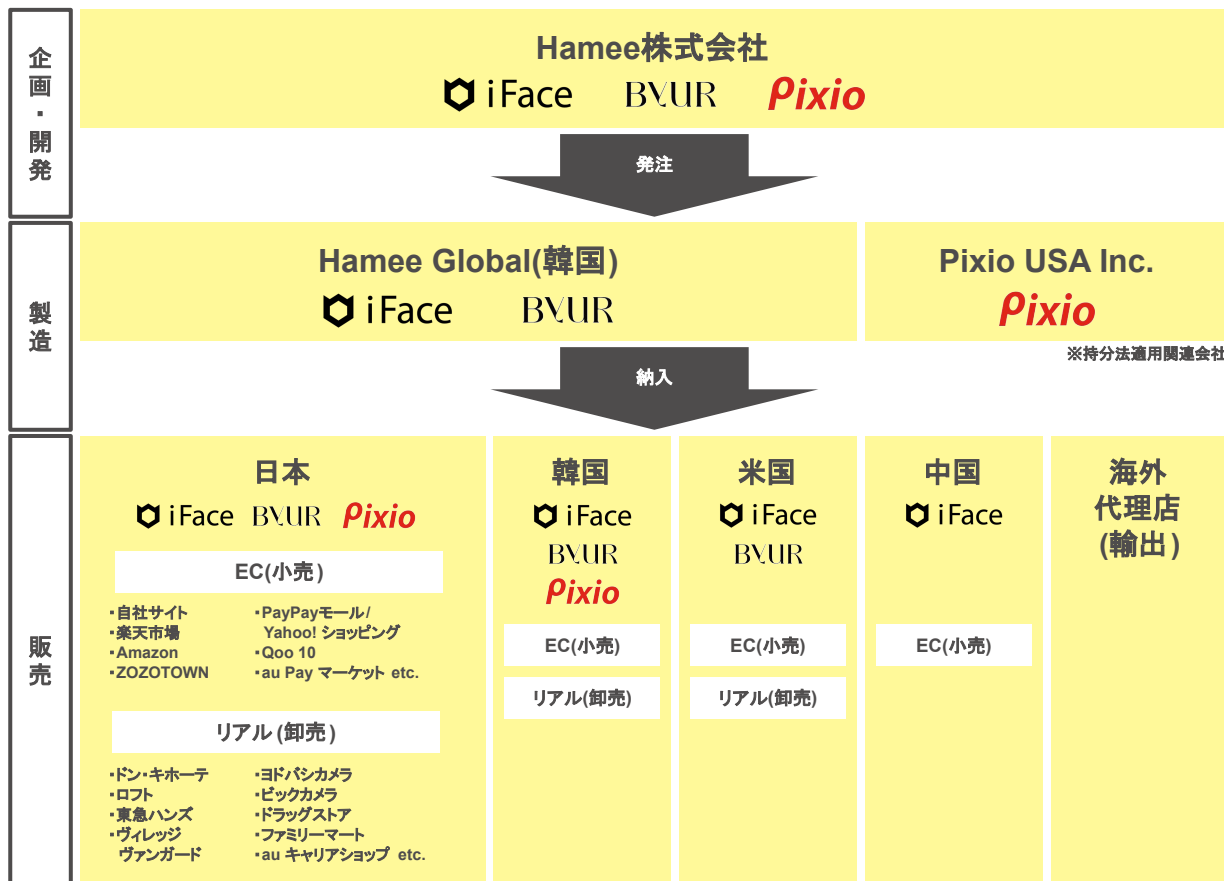 企画・開発
Hamee株式会社
iFace BYUR Pixio
発注
製造
Hamee Global(韓国)
iFace BYUR
Pixio USA Inc.
Pixio
※持分法適用関連会社
納入
販売
日本
iFace BYUR Pixio
EC(小売)
・自社サイト
・楽天市場
・Amazon
・ZOZOTOWN
・PayPayモール/
Yahoo! ショッピング
・Qoo 10
・au Pay マーケット etc.
リアル(卸売)
・ドン・キホーテ
・ロフト
・東急ハンズ
・ヴィレッジ
ヴァンガード
・ヨドバシカメラ
・ビックカメラ
・ドラッグストア
・ファミリーマート
・au キャリアショップ etc.
韓国
iFace
BYUR
Pixio
EC(小売)
リアル(卸売)
米国
iFace
BYUR
EC(小売)
リアル(卸売)
中国
iFace
EC(小売)
海外
代理店
(輸出)